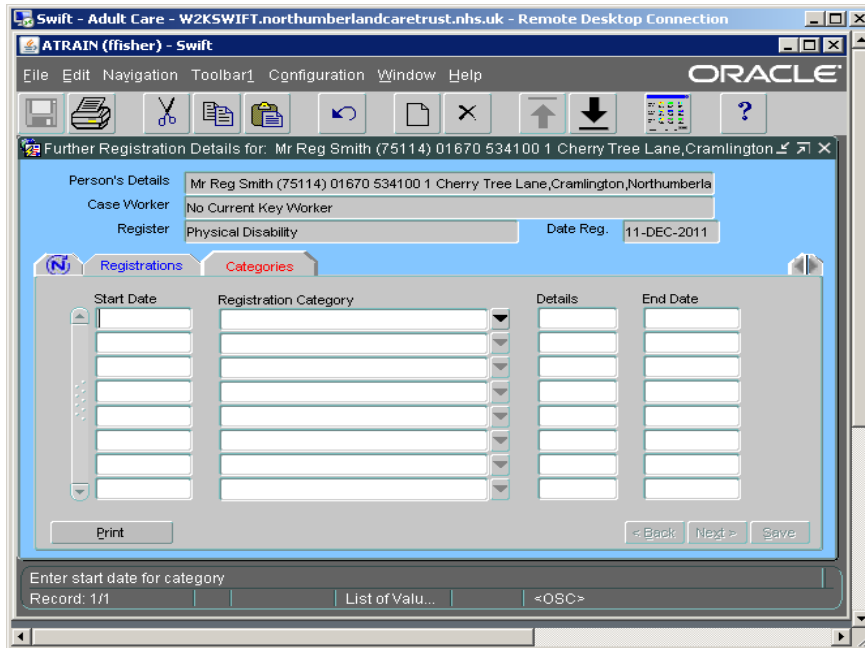 Swift - Adult Care - W2KSWIFT.northumberlandcaretrust.nhs.uk - Remote Desktop Connection
ATRAIN (ffisher) - Swift
File Edit Navigation Toolbar1 Configuration Window Help
ORACLE
?
Further Registration Details for: Mr Reg Smith (75114) 01670 534100 1 Cherry Tree Lane,Cramlington
Person's Details Mr Reg Smith (75114) 01670 534100 1 Cherry Tree Lane,Cramlington,Northumberla
Case Worker No Current Key Worker
Register Physical Disability Date Reg. 11-DEC-2011
N Registrations Categories
Start Date Registration Category Details End Date
Print < Back Next > Save
Enter start date for category
Record: 1/1 List of Valu... <OSC>